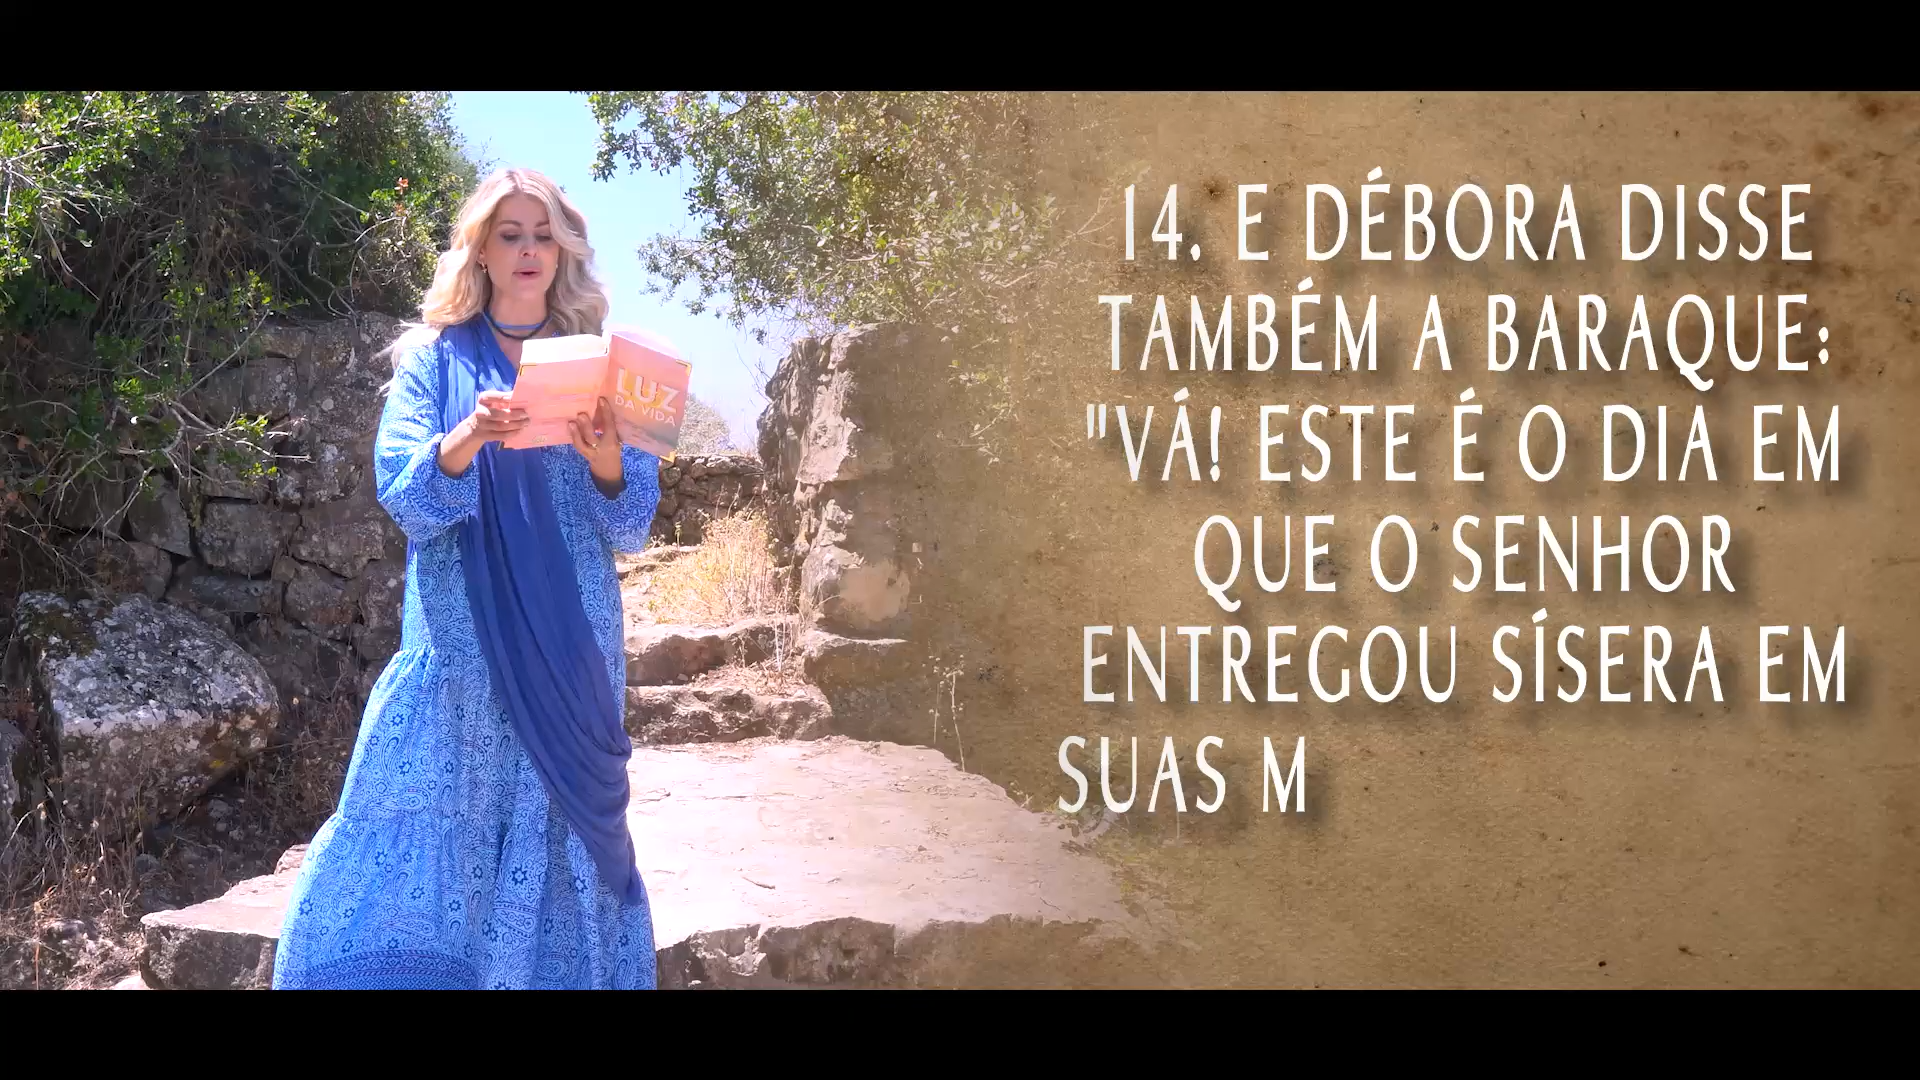 LUZ
DA VIDA
14. E DÉBORA DISSE
TAMBÉM A BARAQUE:
"VÁ! ESTE É O DIA EM
QUE O SENHOR
ENTREGOU SÍSERA EM
SUAS M